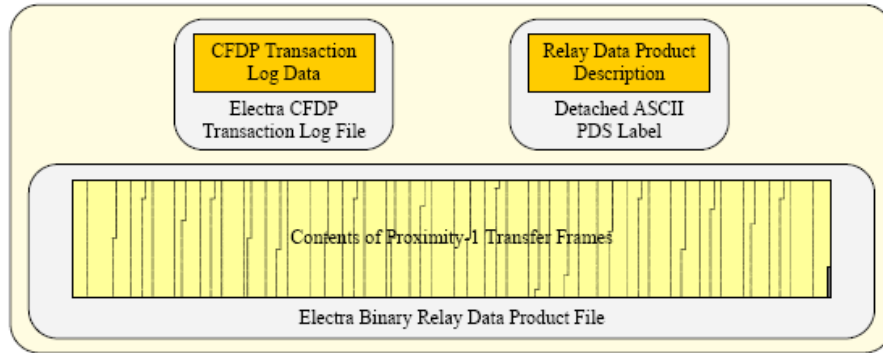 CFDP Transaction
Log Data
Electra CFDP
Transaction Log File
Relay Data Product
Description
Detached ASCII
PDS Label
Contents of Proximity-1 Transfer Frames
Electra Binary Relay Data Product File